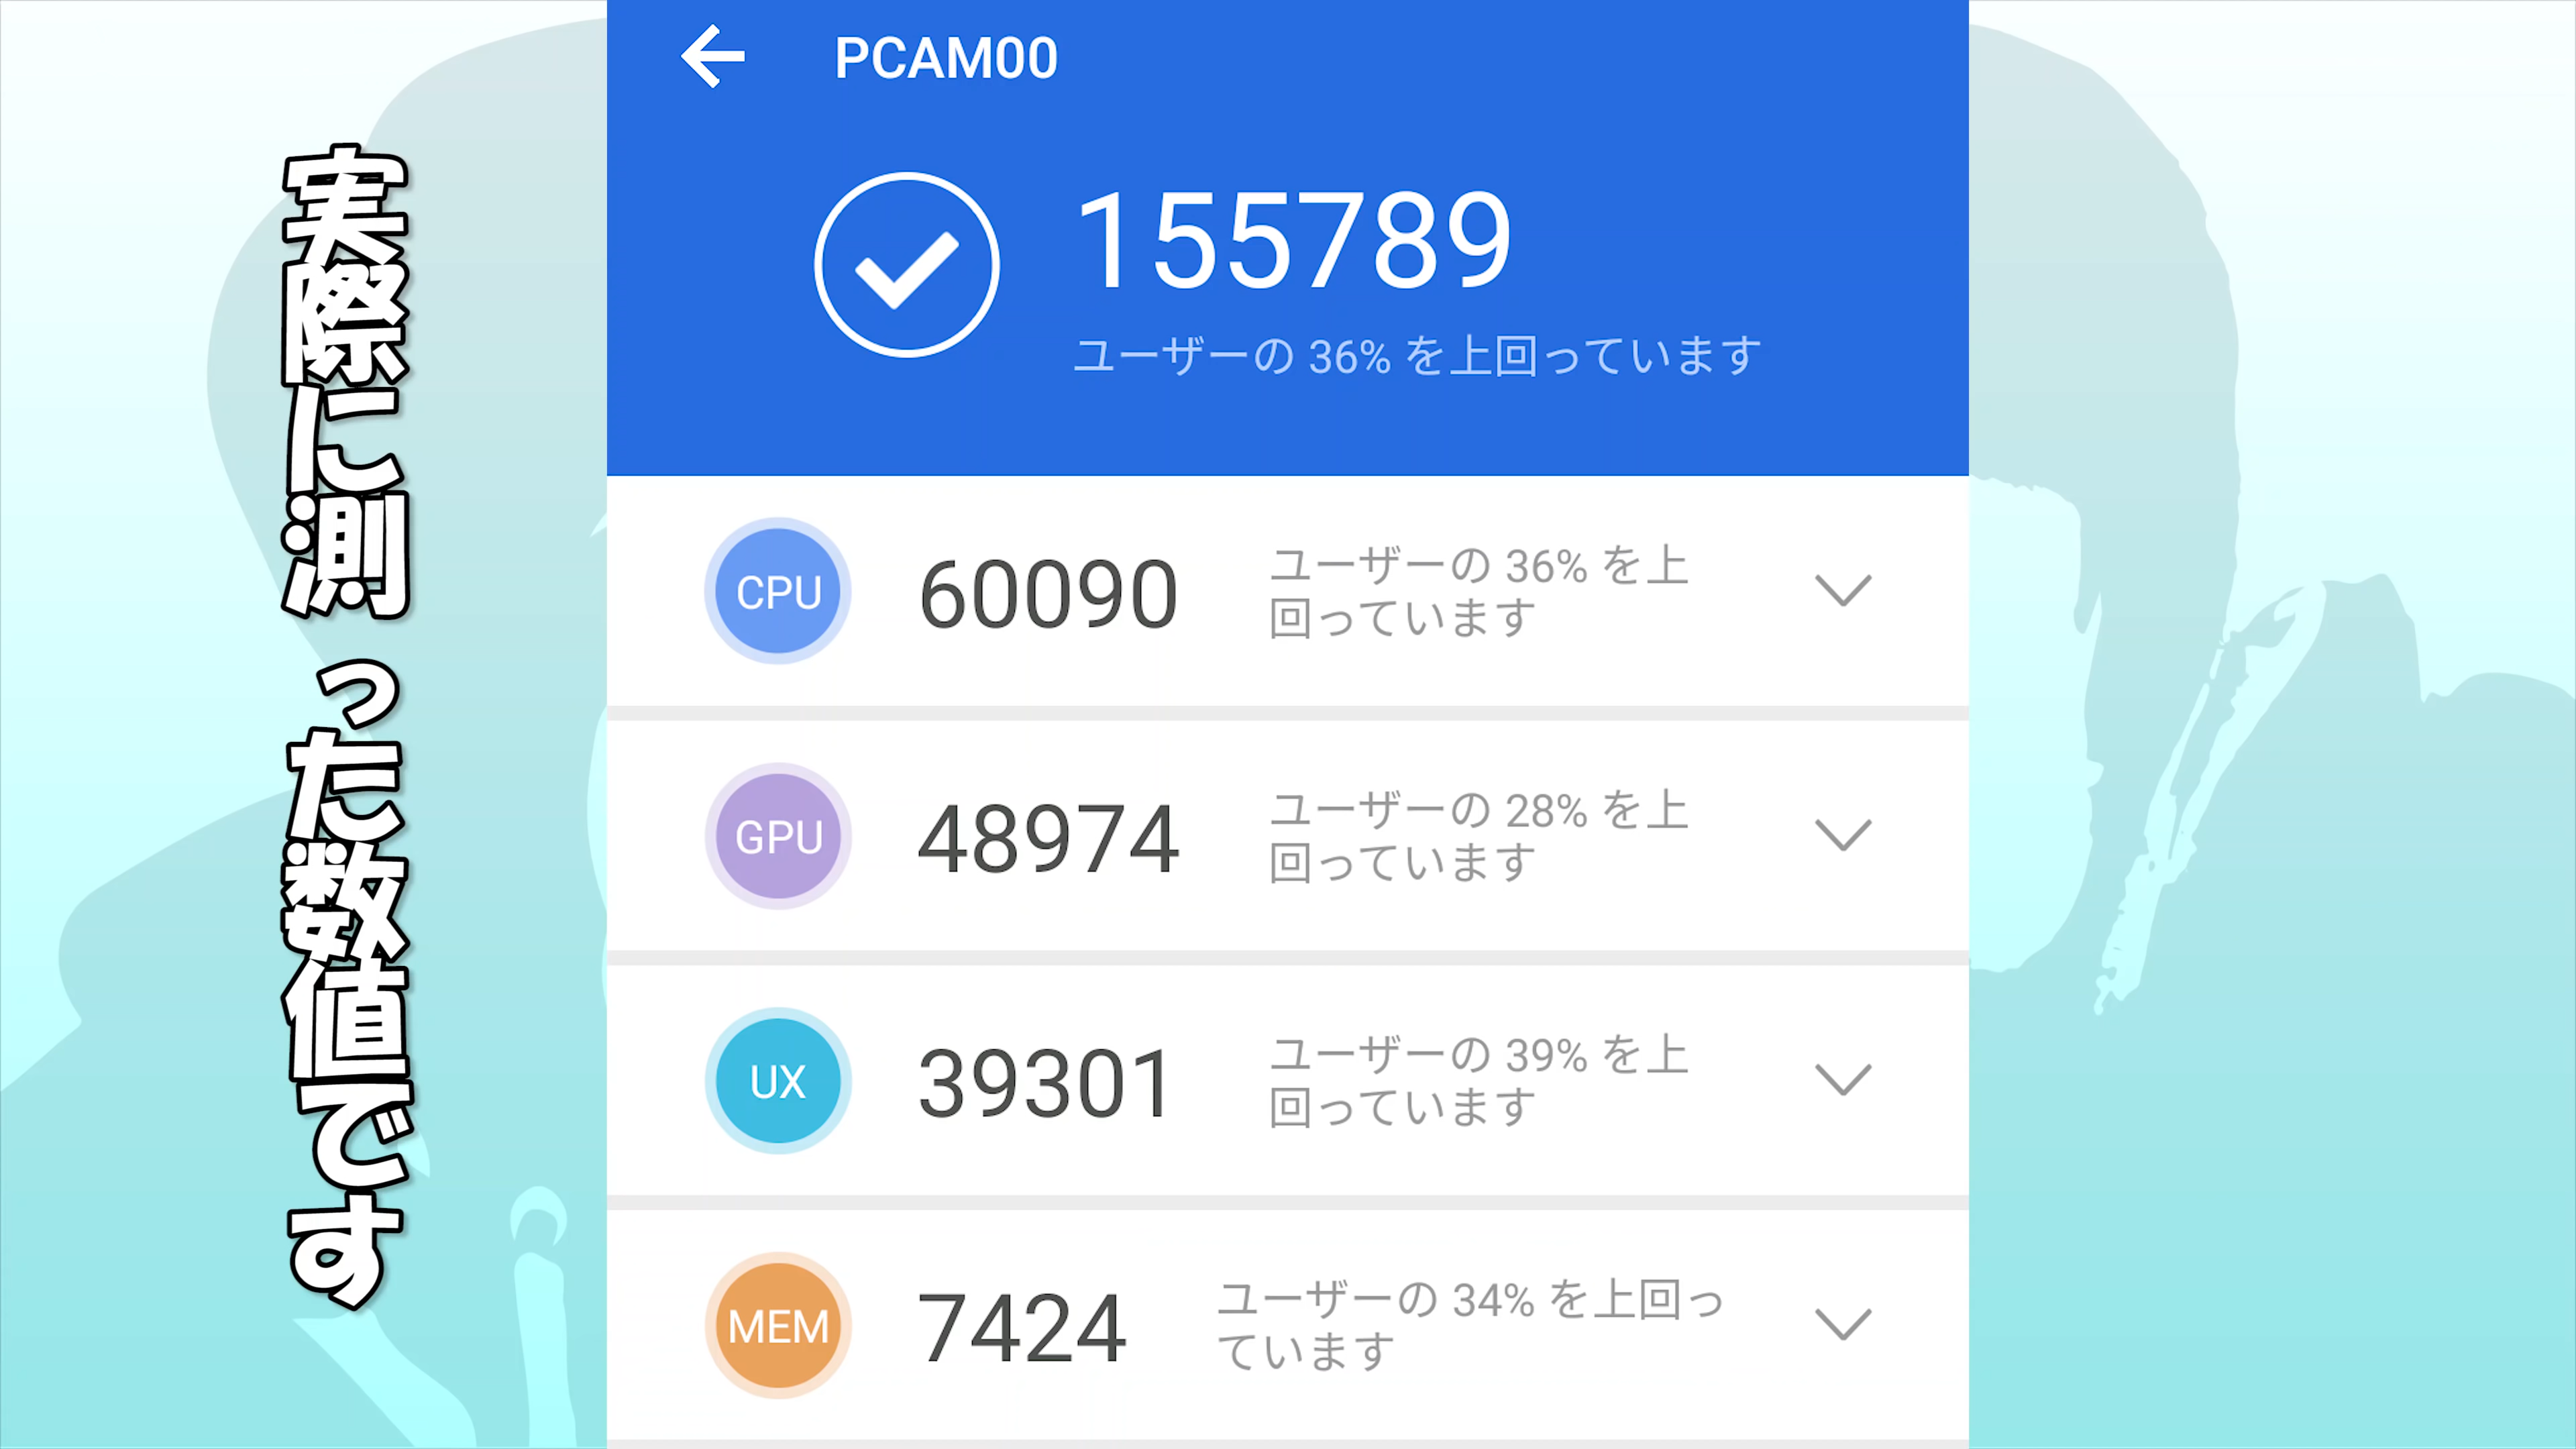 実際に測った数値です
PCAM00
155789
ユーザーの 36% を上回っています
CPU
60090
ユーザーの 36% を上
回っています
GPU
48974
ユーザーの 28% を上
回っています
UX
39301
ユーザーの 39% を上
回っています
MEM
7424
ユーザーの 34% を上回っ
ています